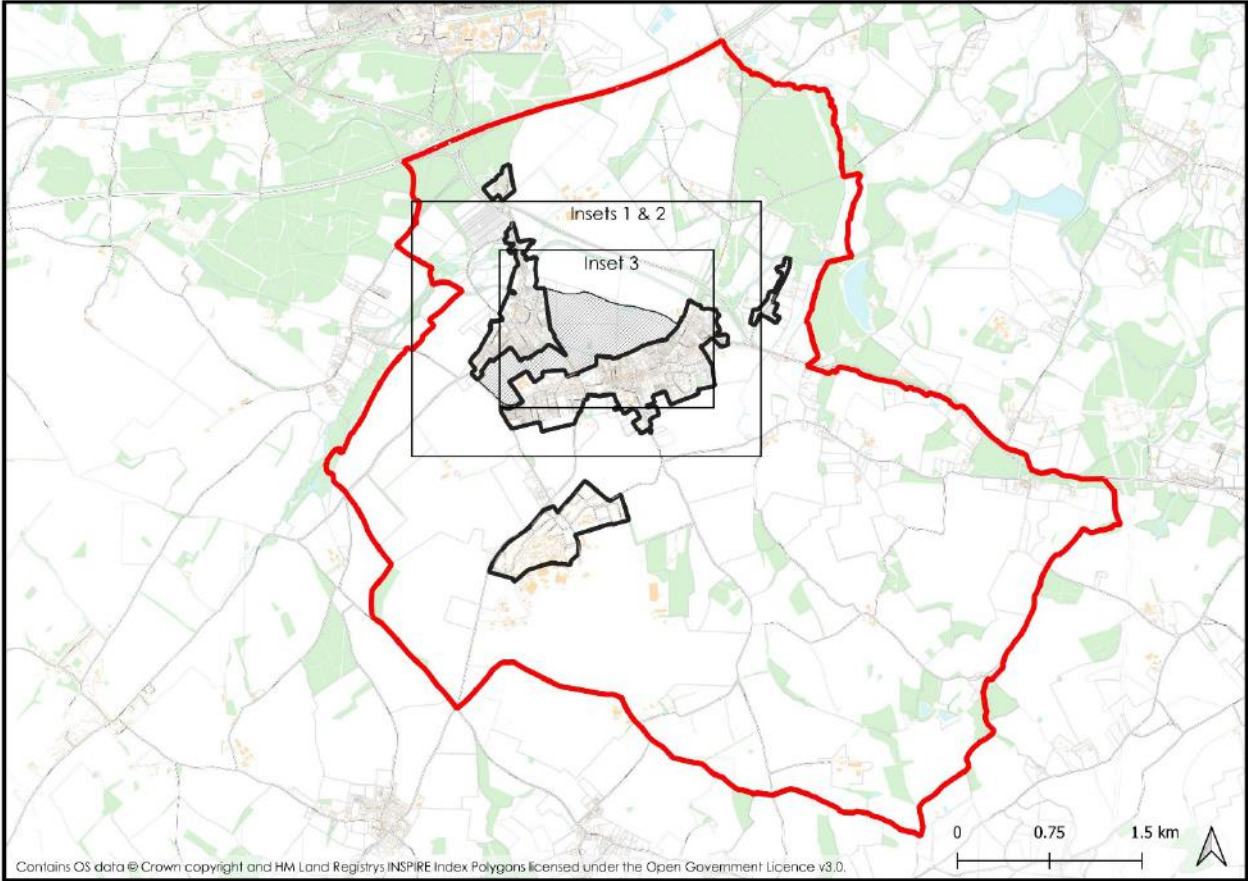 Insets 1 & 2
Inset 3
0 0.75 1.5 km
Contains OS data © Crown copyright and HM Land Registrys INSPIRE Index Polygons licensed under the Open Government Licence v3.0.